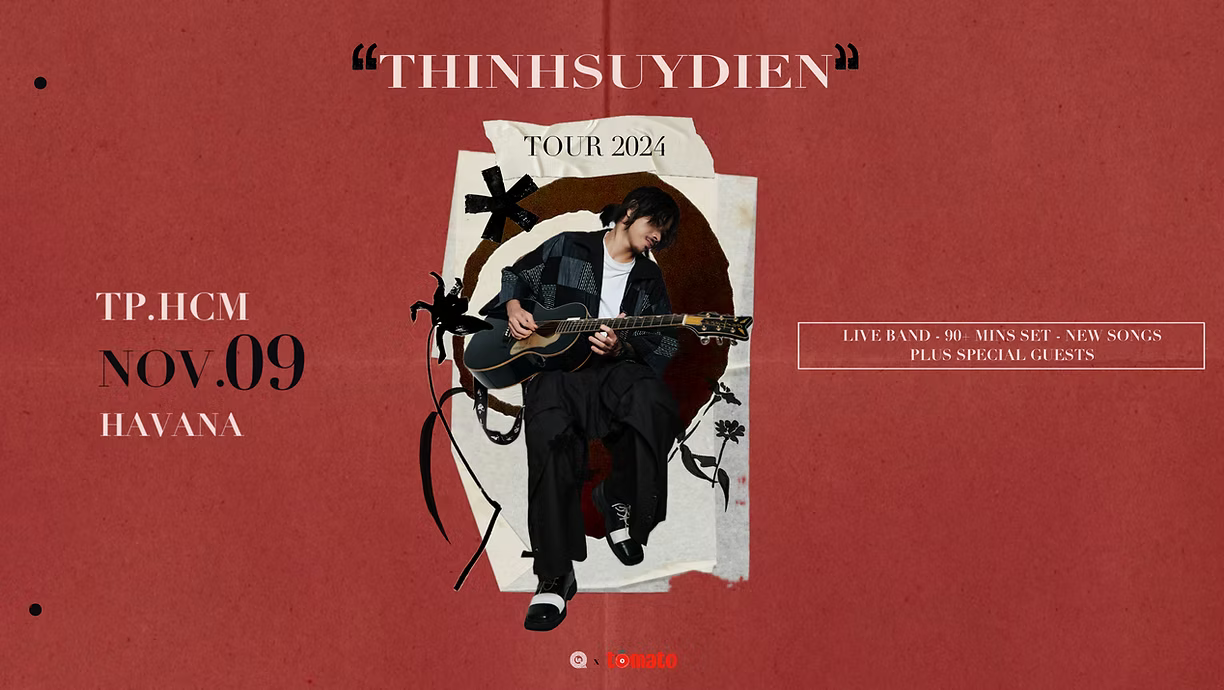 “THINHSUYDIEN”
TOUR 2024
TP.HCM
NOV.09
HAVANA
LIVE BAND - 90+ MINS SET - NEW SONGS
PLUS SPECIAL GUESTS
x tomato